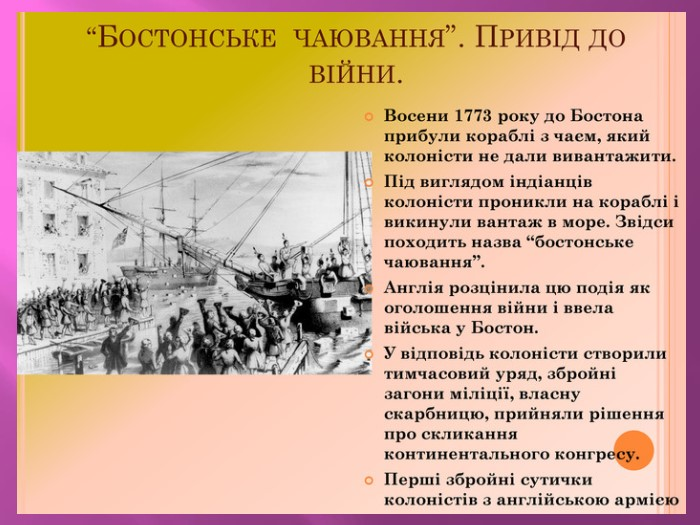 “Бостонське чаювання”. Привід до
війни.
Восени 1773 року до Бостона
прибули кораблі з чаєм, який
колоністи не дали вивантажити.
Під виглядом індіанців
колоністи проникли на кораблі і
викинули вантаж в море. Звідси
походить назва “бостонське
чаювання”.
Англія розцінила цю подія як
оголошення війни і ввела
війська у Бостон.
У відповідь колоністи створили
тимчасовий уряд, збройні
загони міліції, власну
скарбницю, прийняли рішення
про скликання
континентального конгресу.
Перші збройні сутички
колоністів з англійською армією